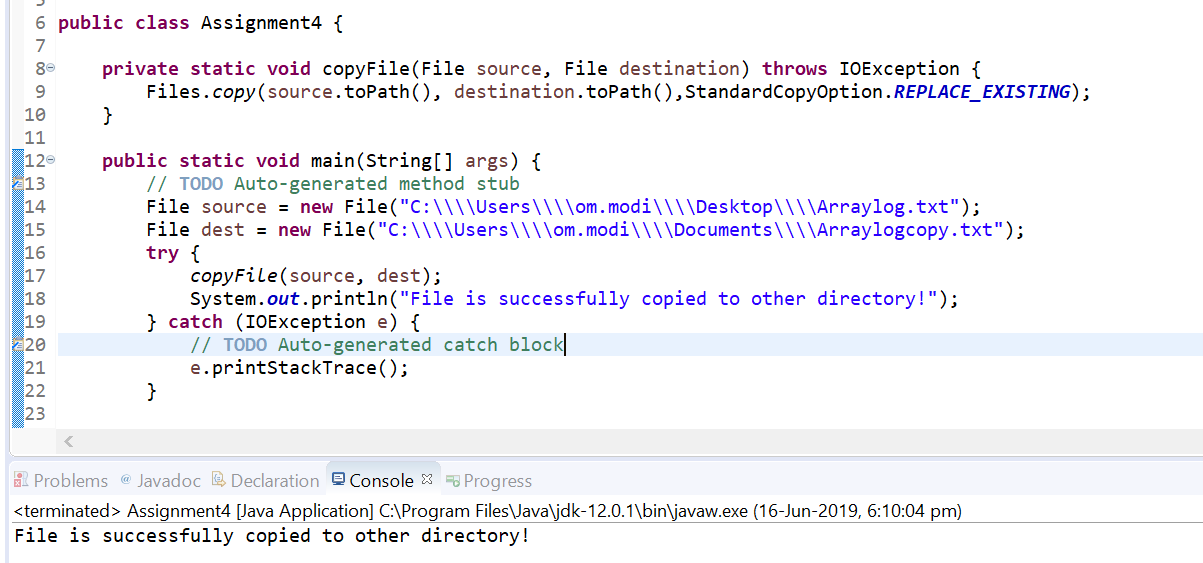 5
6 public class Assignment4 {
7
8 private static void copyFile(File source, File destination) throws IOException {
9 Files.copy(source.toPath(), destination.toPath(),StandardCopyOption.REPLACE_EXISTING);
10 }
11
12 public static void main(String[] args) {
13 // TODO Auto-generated method stub
14 File source = new File("C:\\\\Users\\\\om.modi\\\\Desktop\\\\Arraylog.txt");
15 File dest = new File("C:\\\\Users\\\\om.modi\\\\Documents\\\\Arraylogcopy.txt");
16 try {
17 copyFile(source, dest);
18 System.out.println("File is successfully copied to other directory!");
19 } catch (IOException e) {
20 // TODO Auto-generated catch block
21 e.printStackTrace();
22 }
23
Problems @ Javadoc Declaration Console Progress
<terminated> Assignment4 [Java Application] C:\Program Files\Java\jdk-12.0.1\bin\javaw.exe (16-Jun-2019, 6:10:04 pm)
File is successfully copied to other directory!